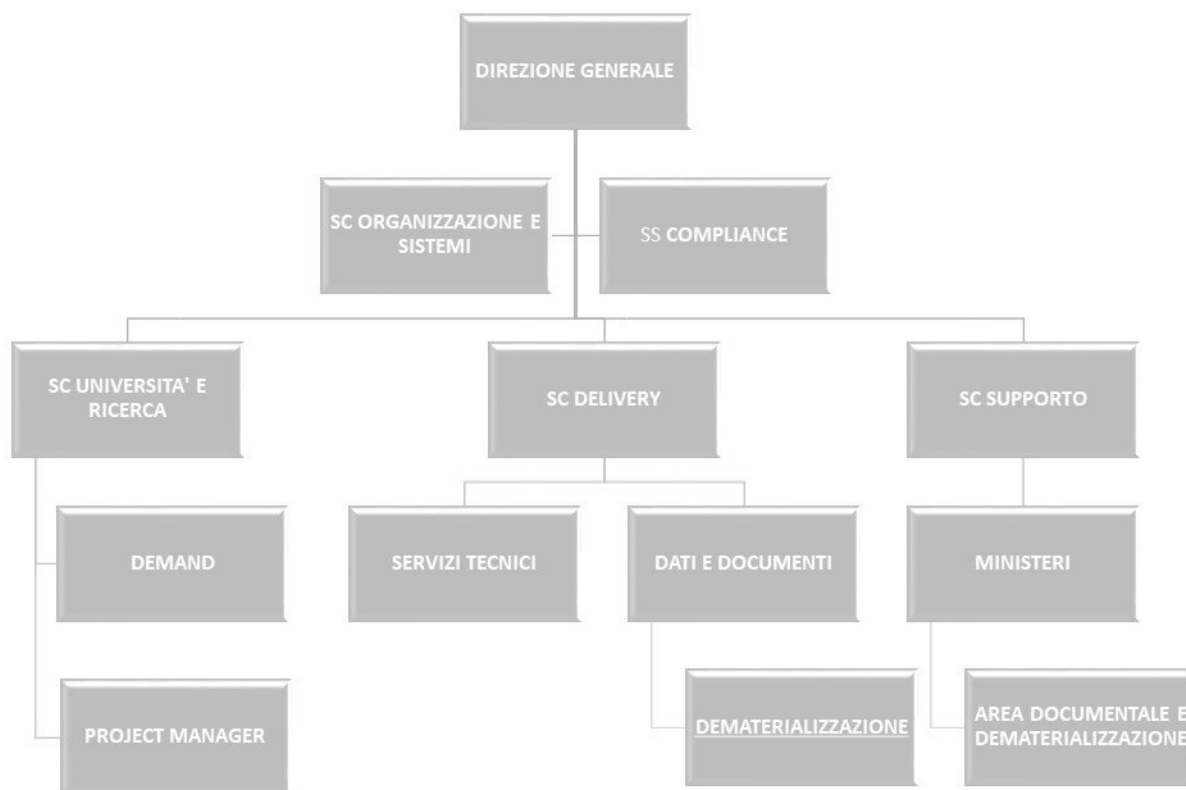 DIREZIONE GENERALE
SC ORGANIZZAZIONE E
SISTEMI
SS COMPLIANCE
SC UNIVERSITA' E
RICERCA
SC DELIVERY
SC SUPPORTO
DEMAND
SERVIZI TECNICI
DATI E DOCUMENTI
MINISTERI
PROJECT MANAGER
DEMATERIALIZZAZIONE
AREA DOCUMENTALE E
DEMATERIALIZZAZIONE